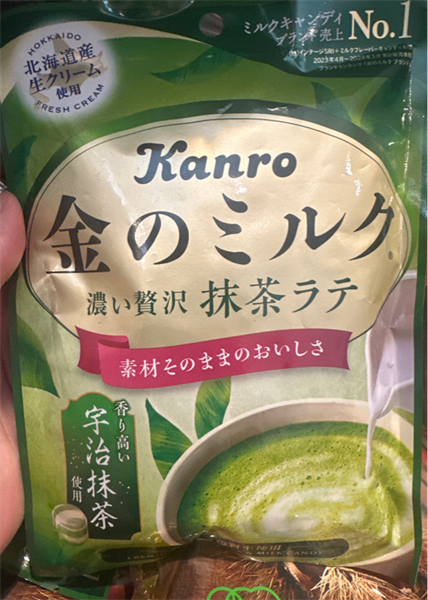 HOKKAIDO
北海道産
生クリーム
使用
FRESH CREAM
ミルクキャンディ
ブランド売上
No.1
Kanro
金のミルク
濃い贅沢 抹茶ラテ
素材そのままのおいしさ
香り高い
宇治抹茶
使用
MILK CANDY